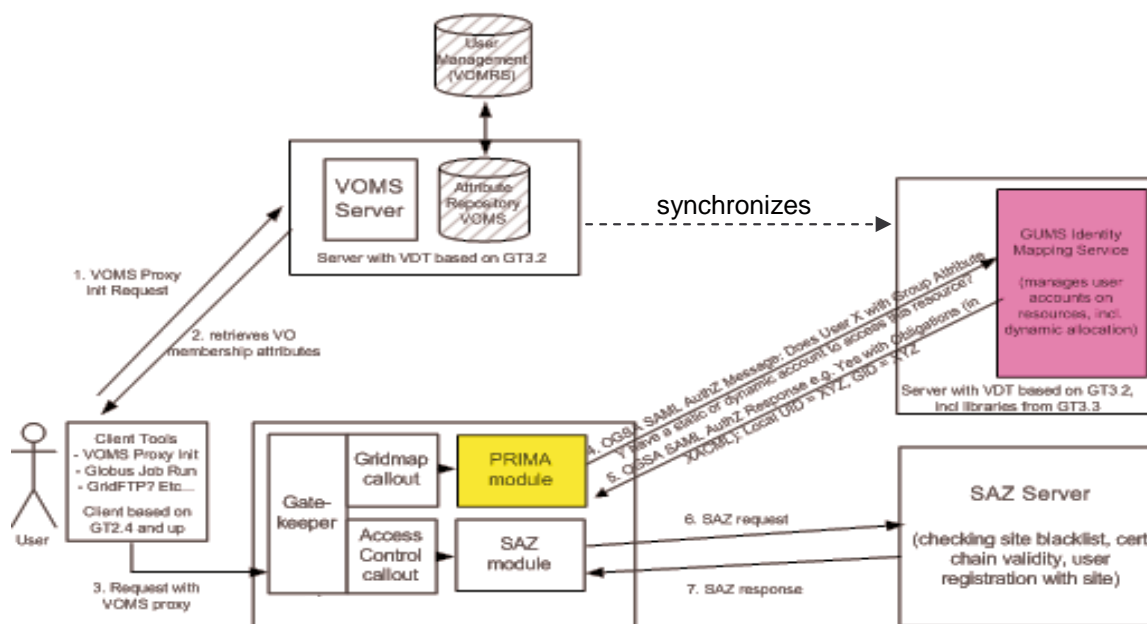 User
Management
(VOMRS)
VOMS
Server
Attribute
Repository
VOMS
Server with VDT based on GT3.2
synchronizes
GUMS Identity
Mapping Service
(manages user
accounts on
resources, incl.
dynamic allocation)
Server with VDT based on GT3.2,
incl libraries from GT3.3
1. VOMS Proxy
Init Request
2. retrieves VO
membership attributes
4. OGSA SAML AuthZ Message: Does User X with Group Attribute
Y have a static or dynamic account to access this resource?
5. OGSA SAML AuthZ Response e.g. Yes with Obligations (in
XACML): Local UID = XYZ, GID = XYZ
User
Client Tools
- VOMS Proxy Init
- Globus Job Run
- GridFTP? Etc...
Client based on
GT2.4 and up
3. Request with
VOMS proxy
Gate-
keeper
Gridmap
callout
PRIMA
module
Access
Control
callout
SAZ
module
6. SAZ request
7. SAZ response
SAZ Server
(checking site blacklist, cert
chain validity, user
registration with site)